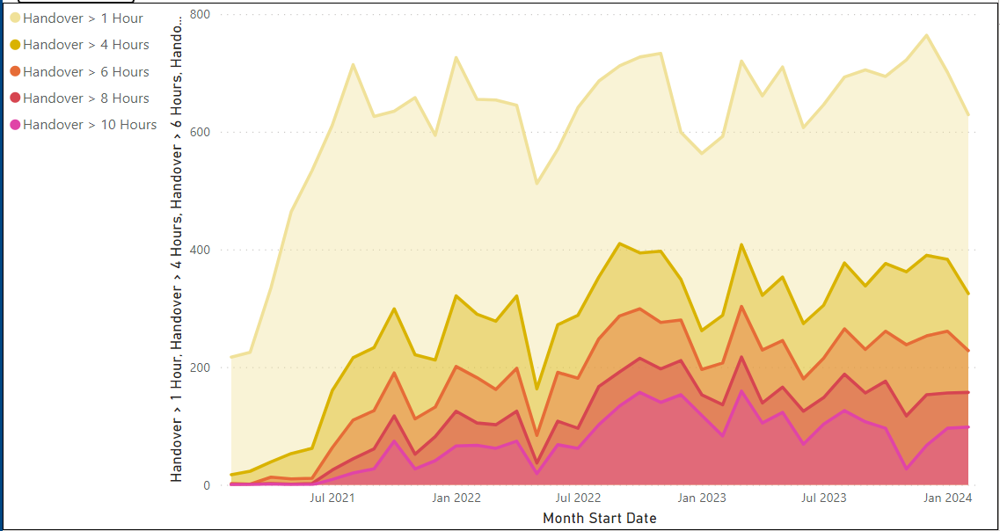 Handover > 1 Hour
Handover > 4 Hours
Handover > 6 Hours
Handover > 8 Hours
Handover > 10 Hours
Handover > 1 Hour, Handover > 4 Hours, Handover > 6 Hours, Hando...
800
600
400
200
0
Jul 2021
Jan 2022
Jul 2022
Jan 2023
Jul 2023
Jan 2024
Month Start Date